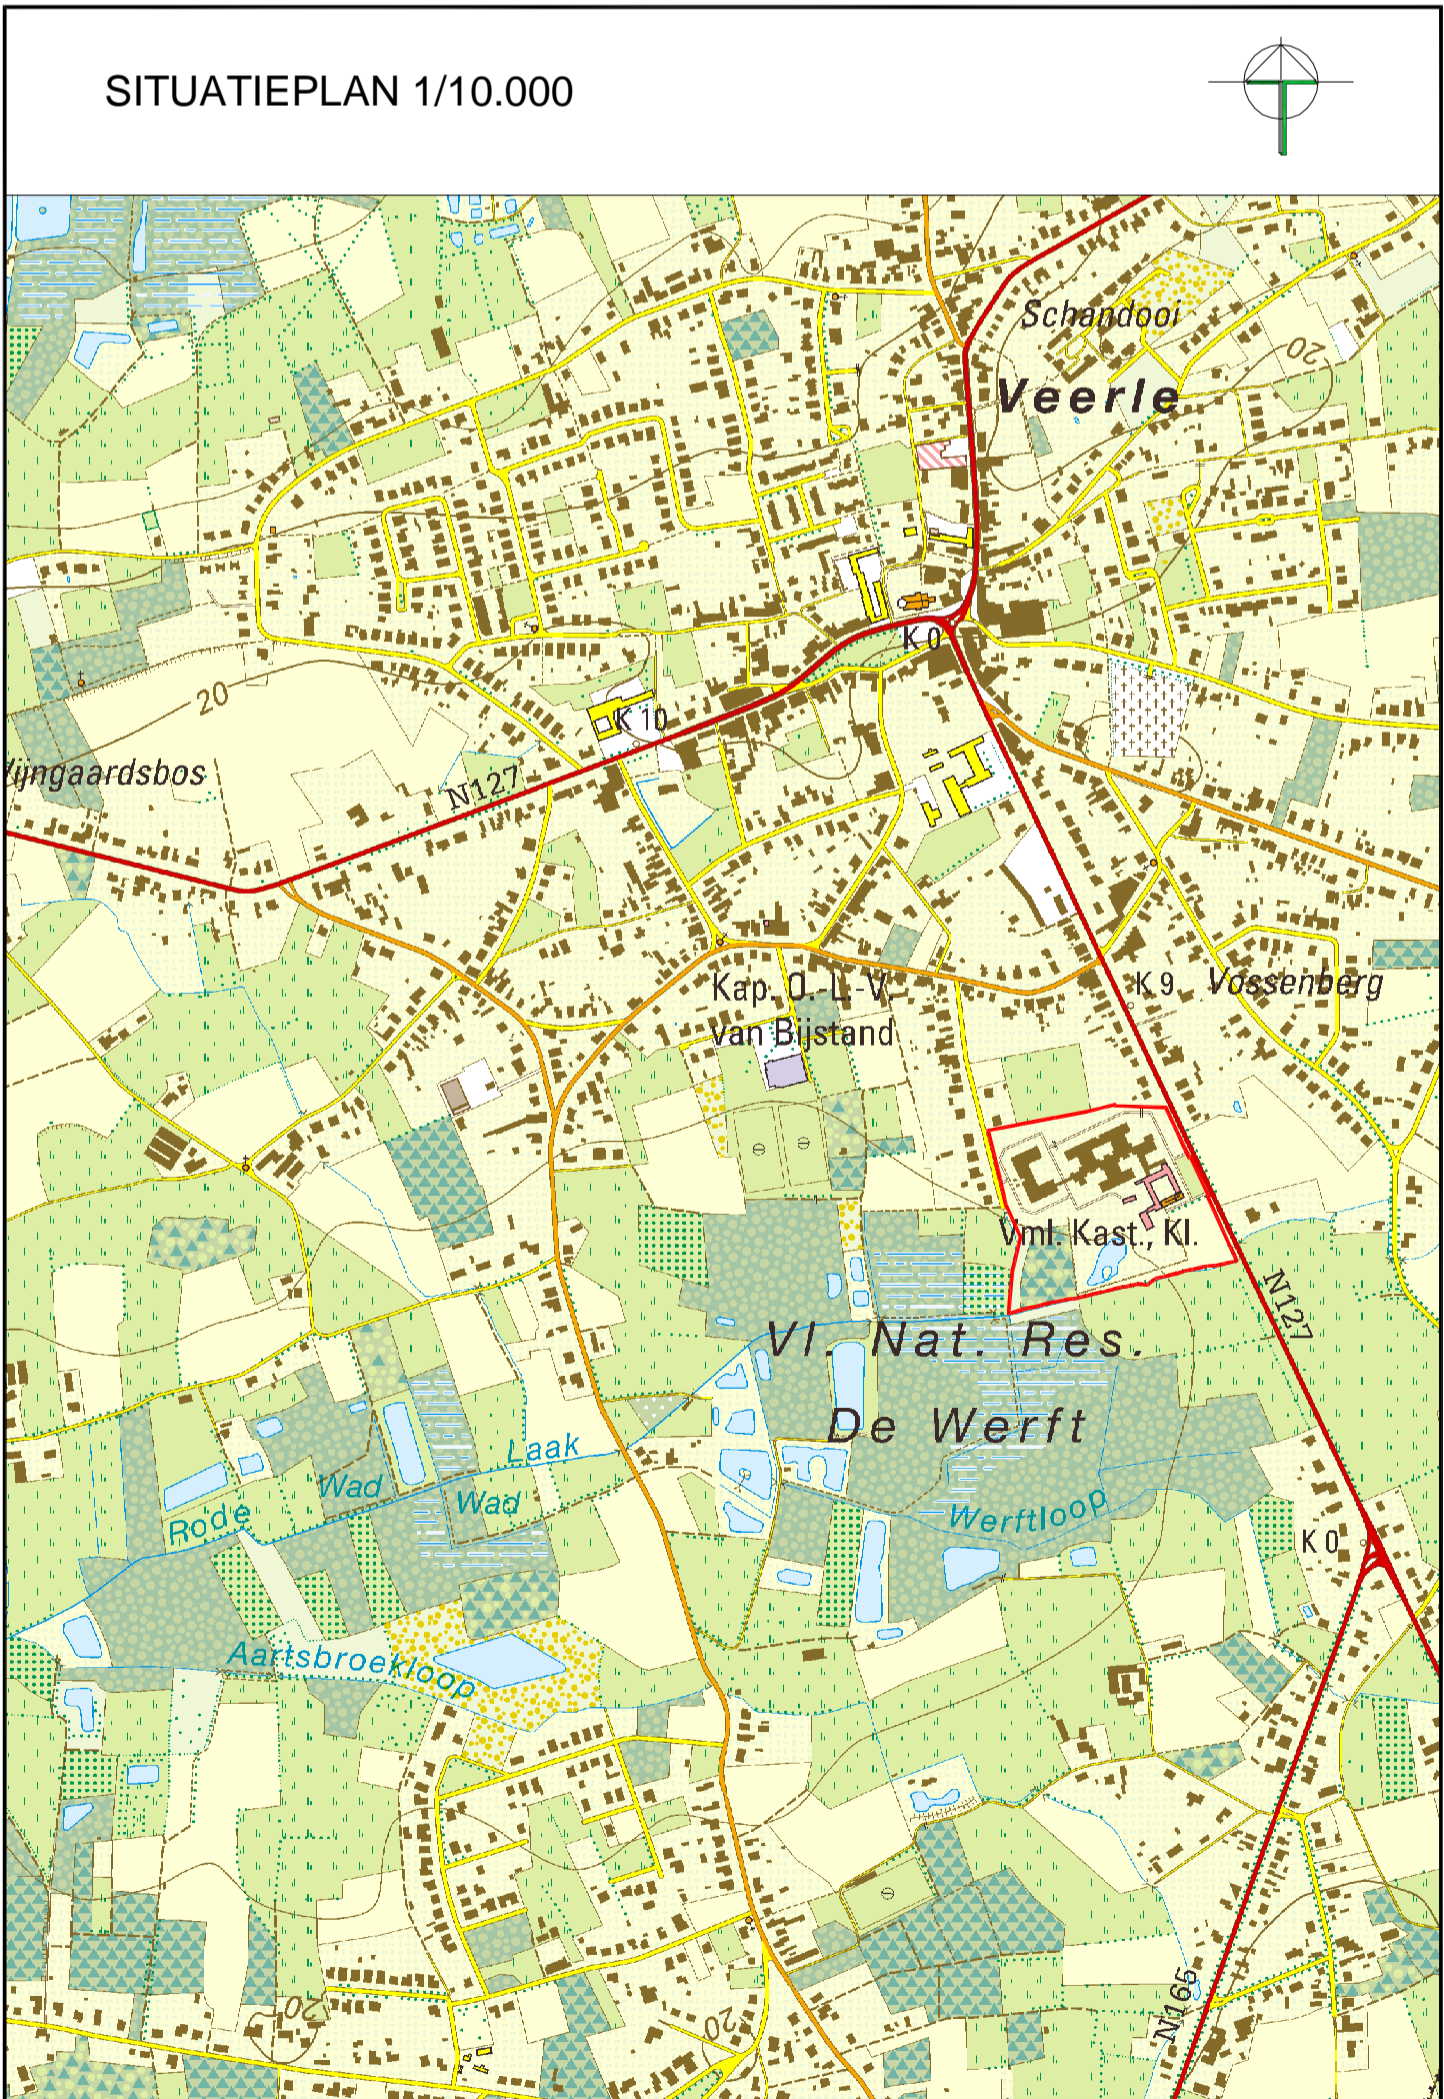 SITUATIEPLAN 1/10.000
Schandooi
20
Veerle
K 0
20
K 10
ijngaardsbos
N127
Kap. O.-L.-V.
van Bijstand
K 9
Vossenberg
Vml. Kast., Kl.
N127
Vl. Nat. Res.
De Werft
Laak
Wad
Wad
Rode
Werftloop
K 0
Aartsbroekloop
N165
20
20